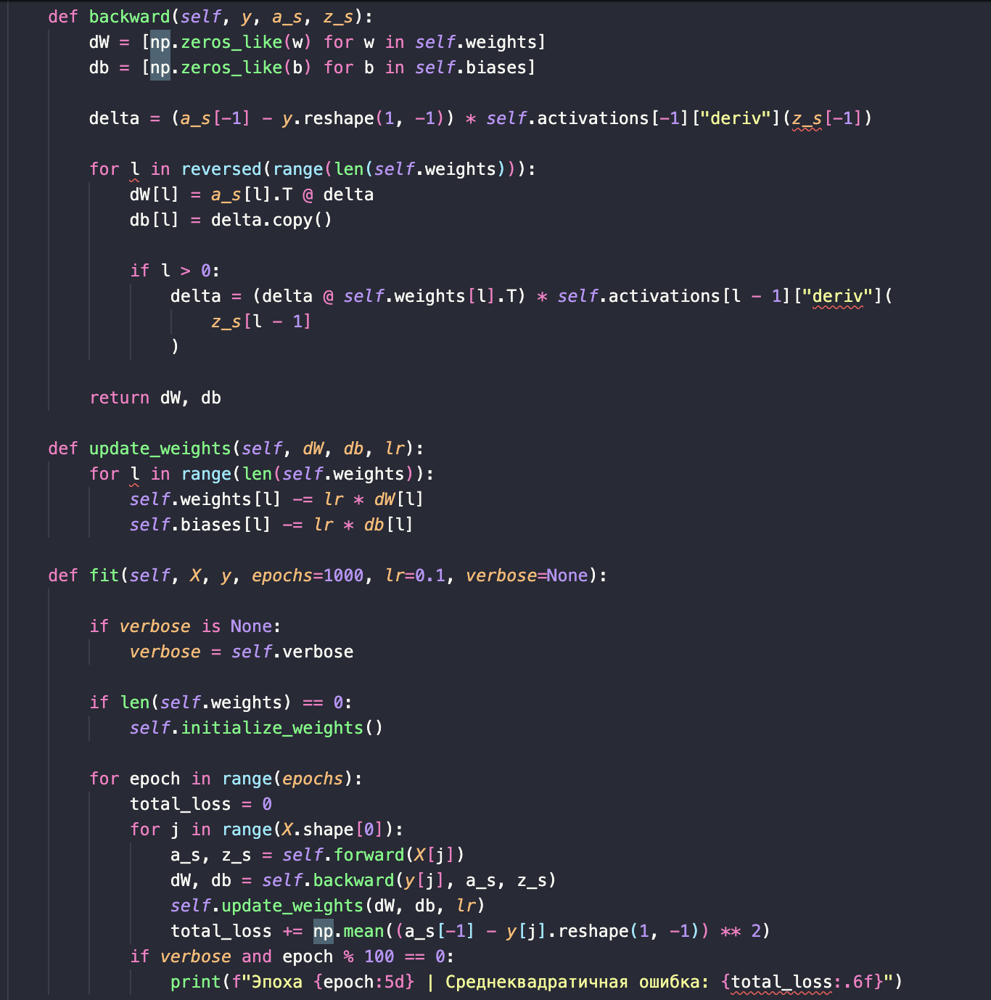 def backward(self, y, a_s, z_s):
    dW = [np.zeros_like(w) for w in self.weights]
    db = [np.zeros_like(b) for b in self.biases]

    delta = (a_s[-1] - y.reshape(1, -1)) * self.activations[-1]["deriv"](z_s[-1])

    for l in reversed(range(len(self.weights))):
        dW[l] = a_s[l].T @ delta
        db[l] = delta.copy()

        if l > 0:
            delta = (delta @ self.weights[l].T) * self.activations[l - 1]["deriv"](
                z_s[l - 1]
            )

    return dW, db

def update_weights(self, dW, db, lr):
    for l in range(len(self.weights)):
        self.weights[l] -= lr * dW[l]
        self.biases[l] -= lr * db[l]

def fit(self, X, y, epochs=1000, lr=0.1, verbose=None):

    if verbose is None:
        verbose = self.verbose

    if len(self.weights) == 0:
        self.initialize_weights()

    for epoch in range(epochs):
        total_loss = 0
        for j in range(X.shape[0]):
            a_s, z_s = self.forward(X[j])
            dW, db = self.backward(y[j], a_s, z_s)
            self.update_weights(dW, db, lr)
            total_loss += np.mean((a_s[-1] - y[j].reshape(1, -1)) ** 2)
        if verbose and epoch % 100 == 0:
            print(f"Эпоха {epoch:5d} | Среднеквадратичная ошибка: {total_loss:.6f}")